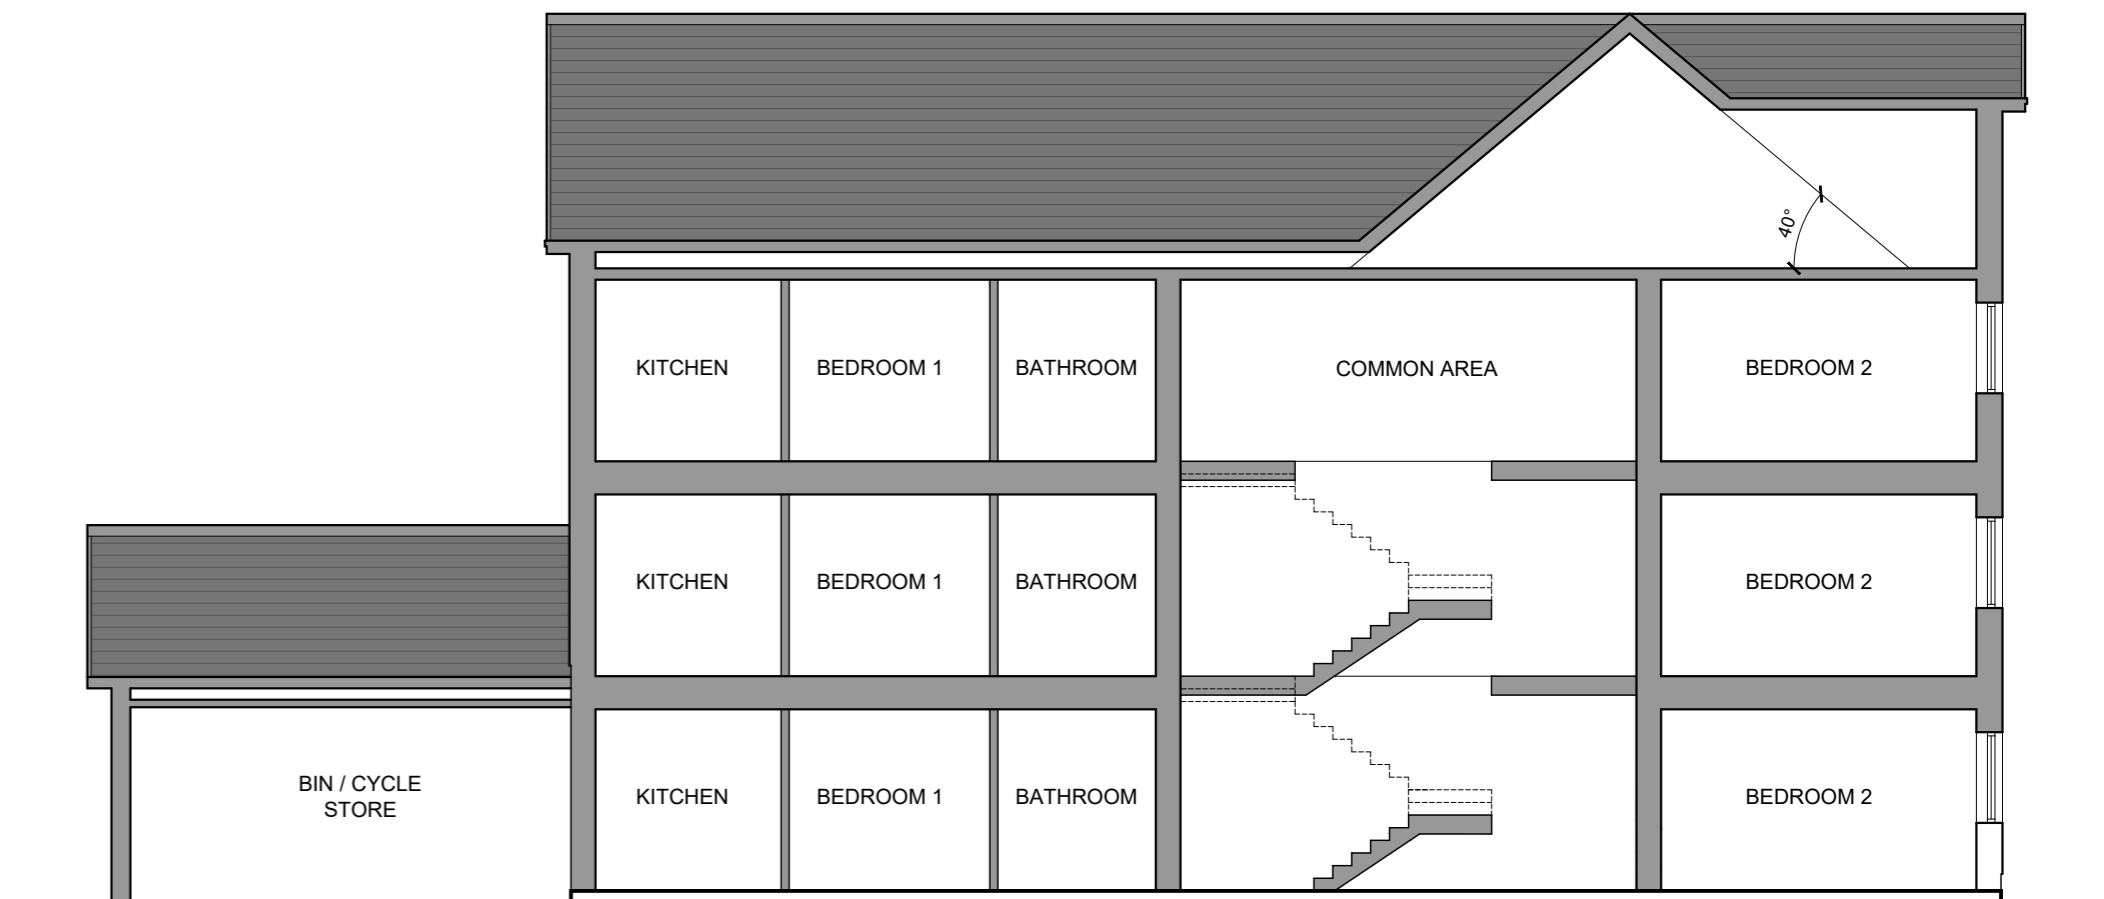 40°
KITCHEN
BEDROOM 1
BATHROOM
COMMON AREA
BEDROOM 2
KITCHEN
BEDROOM 1
BATHROOM
BEDROOM 2
BIN / CYCLE
STORE
KITCHEN
BEDROOM 1
BATHROOM
BEDROOM 2